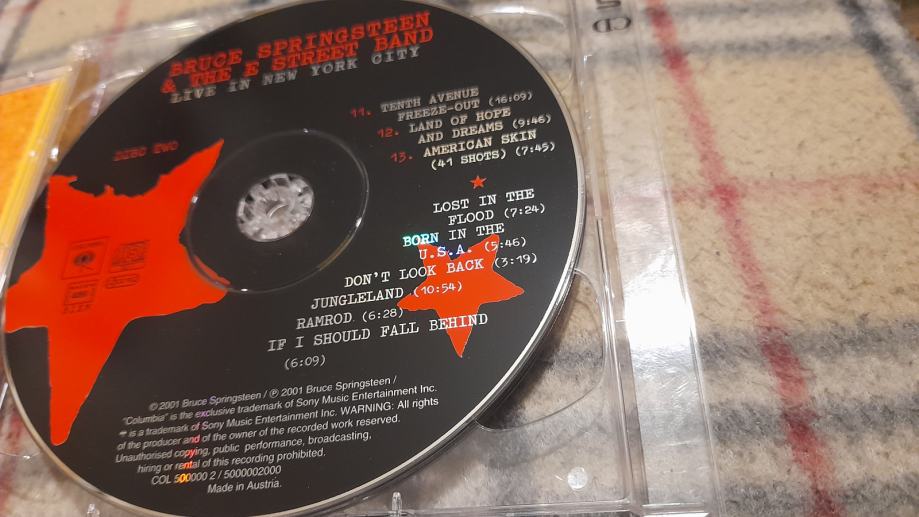 BRUCE SPRINGSTEEN
& THE E STREET BAND
LIVE IN NEW YORK CITY
DISC TWO
11. TENTH AVENUE
FREEZE-OUT (16:09)
12. LAND OF HOPE
AND DREAMS (9:46)
13. AMERICAN SKIN
(41 SHOTS) (7:45)
LOST IN THE
FLOOD (7:24)
BORN IN THE
U.S.A. (5:46)
DON'T LOOK BACK (3:19)
JUNGLELAND (10:54)
RAMROD (6:28)
IF I SHOULD FALL BEHIND
(6:09)
© 2001 Bruce Springsteen / ℗ 2001 Bruce Springsteen /
"Columbia" is the exclusive trademark of Sony Music Entertainment Inc.
is a trademark of Sony Music Entertainment Inc. WARNING: All rights
of the producer and of the owner of the recorded work reserved.
Unauthorised copying, public performance, broadcasting,
hiring or rental of this recording prohibited.
COL 500000 2 / 5000002000
Made in Austria.